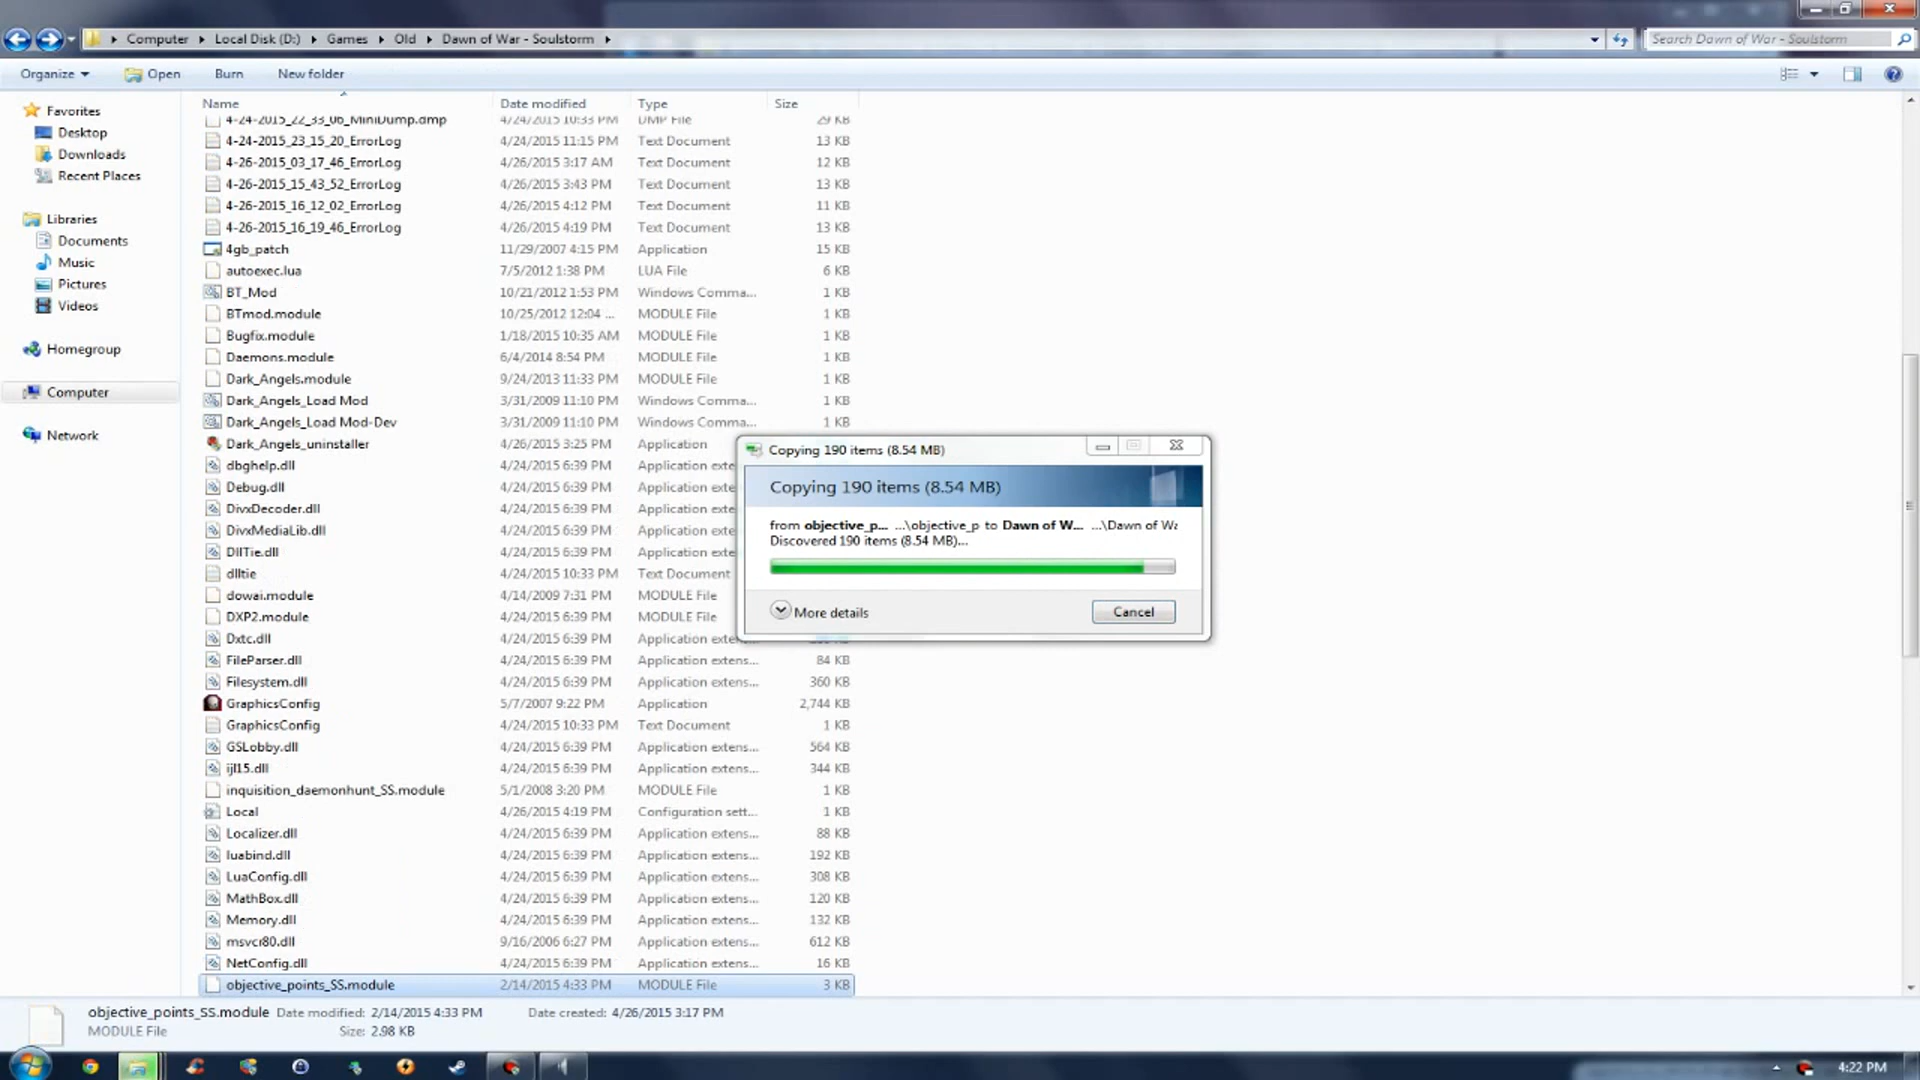 Computer Local Disk (D:) Games Old Dawn of War - Soulstorm
Search Dawn of War - Soulstorm
Organize Open Burn New folder
Name Date modified Type Size
Favorites
Desktop
Downloads
Recent Places
Libraries
Documents
Music
Pictures
Videos
Homegroup
Computer
Network
4-24-2015_22_33_06_MiniDump.dmp 4/24/2015 10:33 PM DMP File 29 KB
4-24-2015_23_15_20_ErrorLog 4/24/2015 11:15 PM Text Document 13 KB
4-26-2015_03_17_46_ErrorLog 4/26/2015 3:17 AM Text Document 12 KB
4-26-2015_15_43_52_ErrorLog 4/26/2015 3:43 PM Text Document 13 KB
4-26-2015_16_12_02_ErrorLog 4/26/2015 4:12 PM Text Document 11 KB
4-26-2015_16_19_46_ErrorLog 4/26/2015 4:19 PM Text Document 13 KB
4gb_patch 11/29/2007 4:15 PM Application 15 KB
autoexec.lua 7/5/2012 1:38 PM LUA File 6 KB
BT_Mod 10/21/2012 1:53 PM Windows Comma... 1 KB
BTmod.module 10/25/2012 12:04 ... MODULE File 1 KB
Bugfix.module 1/18/2015 10:35 AM MODULE File 1 KB
Daemons.module 6/4/2014 8:54 PM MODULE File 1 KB
Dark_Angels.module 9/24/2013 11:33 PM MODULE File 1 KB
Dark_Angels_Load Mod 3/31/2009 11:10 PM Windows Comma... 1 KB
Dark_Angels_Load Mod-Dev 3/31/2009 11:10 PM Windows Comma... 1 KB
Dark_Angels_uninstaller 4/26/2015 3:25 PM Application
dbghelp.dll 4/24/2015 6:39 PM Application exte
Debug.dll 4/24/2015 6:39 PM Application exte
DivxDecoder.dll 4/24/2015 6:39 PM Application exte
DivxMediaLib.dll 4/24/2015 6:39 PM Application exte
DllTie.dll 4/24/2015 6:39 PM Application exte
dlltie 4/24/2015 10:33 PM Text Document
dowai.module 4/14/2009 7:31 PM MODULE File
DXP2.module 4/24/2015 6:39 PM MODULE File
Dxtc.dll 4/24/2015 6:39 PM Application exten...
FileParser.dll 4/24/2015 6:39 PM Application extens... 84 KB
Filesystem.dll 4/24/2015 6:39 PM Application extens... 360 KB
GraphicsConfig 5/7/2007 9:22 PM Application 2,744 KB
GraphicsConfig 4/24/2015 10:33 PM Text Document 1 KB
GSLobby.dll 4/24/2015 6:39 PM Application extens... 564 KB
ijl15.dll 4/24/2015 6:39 PM Application extens... 344 KB
inquisition_daemonhunt_SS.module 5/1/2008 3:20 PM MODULE File 1 KB
Local 4/26/2015 4:19 PM Configuration sett... 1 KB
Localizer.dll 4/24/2015 6:39 PM Application extens... 88 KB
luabind.dll 4/24/2015 6:39 PM Application extens... 192 KB
LuaConfig.dll 4/24/2015 6:39 PM Application extens... 308 KB
MathBox.dll 4/24/2015 6:39 PM Application extens... 120 KB
Memory.dll 4/24/2015 6:39 PM Application extens... 132 KB
msvcr80.dll 9/16/2006 6:27 PM Application extens... 612 KB
NetConfig.dll 4/24/2015 6:39 PM Application extens... 16 KB
objective_points_SS.module 2/14/2015 4:33 PM MODULE File 3 KB
Copying 190 items (8.54 MB)
Copying 190 items (8.54 MB)
from objective_p... ...\objective_p to Dawn of W... ...\Dawn of Wa
Discovered 190 items (8.54 MB)...
More details Cancel
objective_points_SS.module Date modified: 2/14/2015 4:33 PM Date created: 4/26/2015 3:17 PM
MODULE File Size: 2.98 KB
4:22 PM